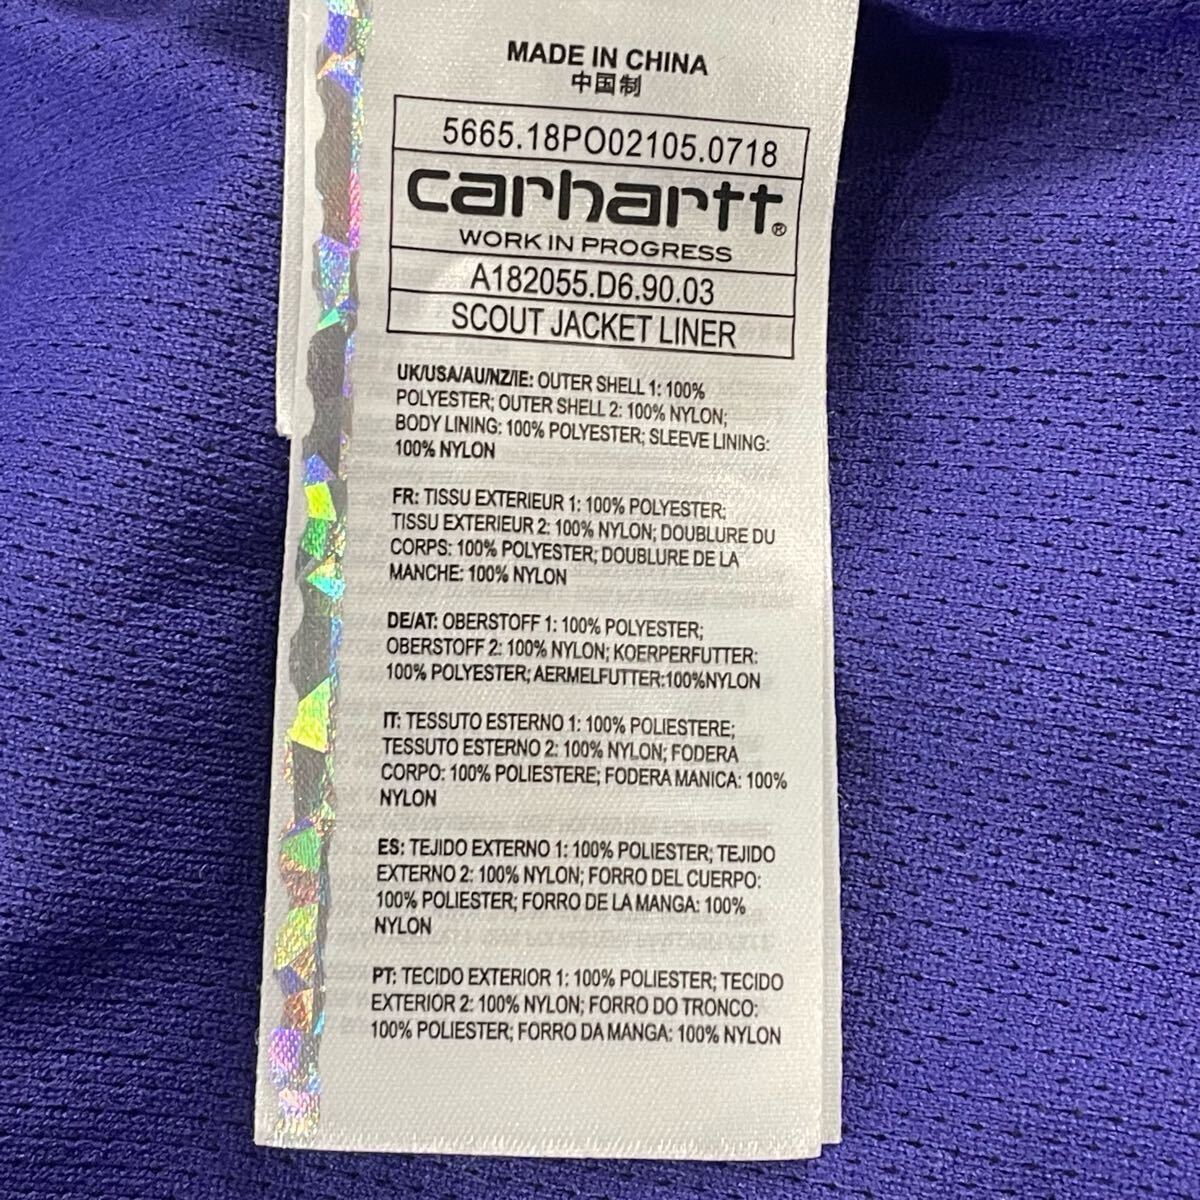 MADE IN CHINA
中国制
5665.18PO02105.0718
carhartt®
WORK IN PROGRESS
A182055.D6.90.03
SCOUT JACKET LINER
UK/USA/AU/NZ/IE: OUTER SHELL 1: 100%
POLYESTER; OUTER SHELL 2: 100% NYLON;
BODY LINING: 100% POLYESTER; SLEEVE LINING:
100% NYLON
FR: TISSU EXTERIEUR 1: 100% POLYESTER;
TISSU EXTERIEUR 2: 100% NYLON; DOUBLURE DU
CORPS: 100% POLYESTER; DOUBLURE DE LA
MANCHE: 100% NYLON
DE/AT: OBERSTOFF 1: 100% POLYESTER;
OBERSTOFF 2: 100% NYLON; KOERPERFUTTER:
100% POLYESTER; AERMELFUTTER:100%NYLON
IT: TESSUTO ESTERNO 1: 100% POLIESTERE;
TESSUTO ESTERNO 2: 100% NYLON; FODERA
CORPO: 100% POLIESTERE; FODERA MANICA: 100%
NYLON
ES: TEJIDO EXTERNO 1: 100% POLIESTER; TEJIDO
EXTERNO 2: 100% NYLON; FORRO DEL CUERPO:
100% POLIESTER; FORRO DE LA MANGA: 100%
NYLON
PT: TECIDO EXTERIOR 1: 100% POLIESTER; TECIDO
EXTERIOR 2: 100% NYLON; FORRO DO TRONCO:
100% POLIESTER; FORRO DA MANGA: 100% NYLON